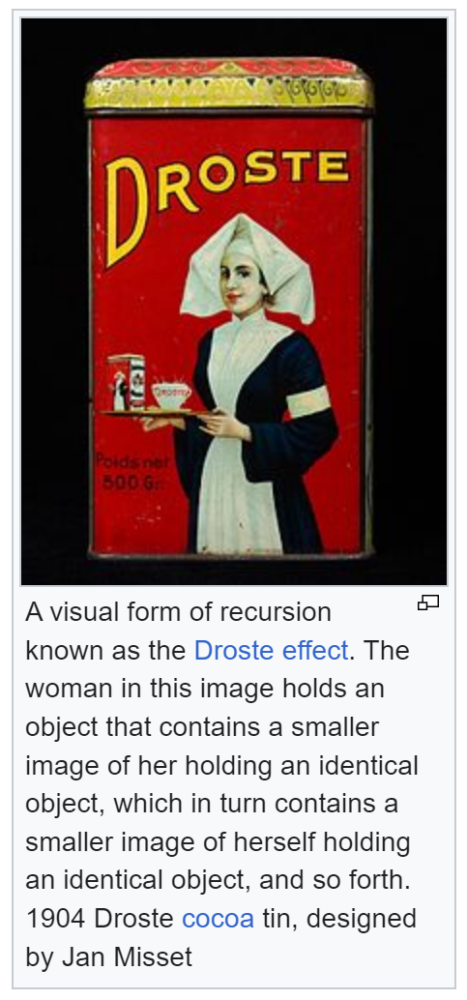 DROSTE
DROSTE
Poids net
500 Gr.
A visual form of recursion
known as the Droste effect. The
woman in this image holds an
object that contains a smaller
image of her holding an identical
object, which in turn contains a
smaller image of herself holding
an identical object, and so forth.
1904 Droste cocoa tin, designed
by Jan Misset